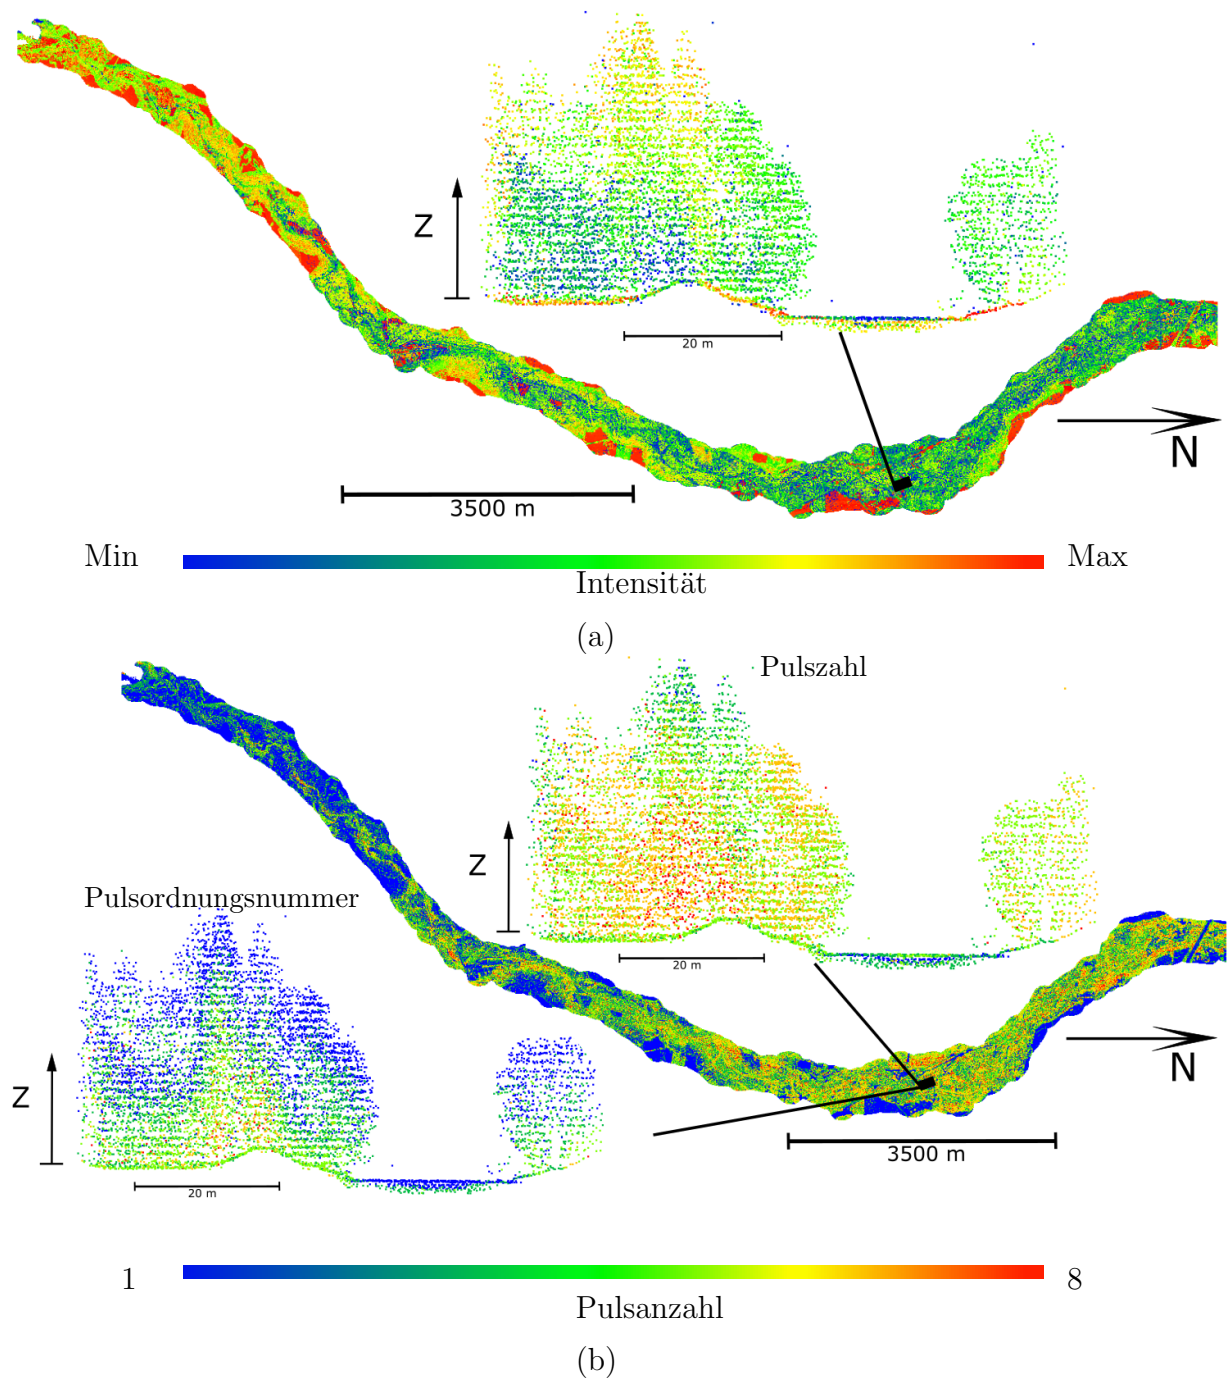 Z
20 m
N
3500 m
Min
Max
Intensität
(a)
Pulszahl
Z
20 m
Pulsordnungsnummer
Z
20 m
N
3500 m
1
8
Pulsanzahl
(b)